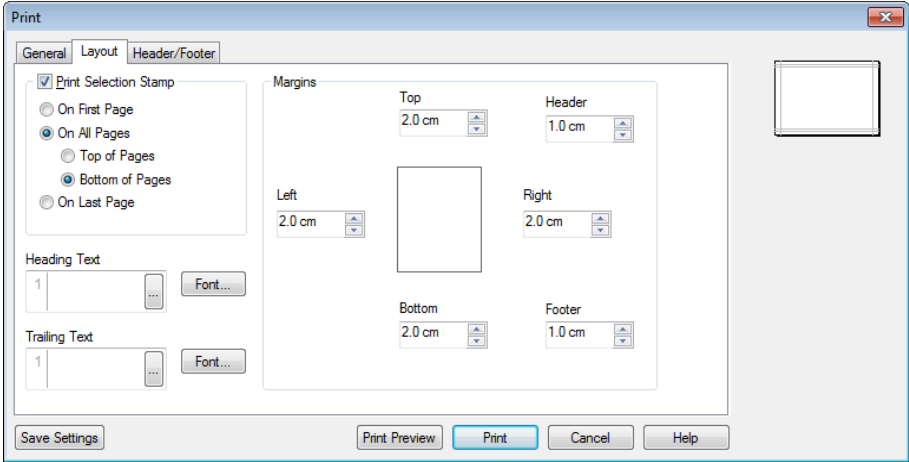 Print
General Layout Header/Footer
Print Selection Stamp
On First Page
On All Pages
Top of Pages
Bottom of Pages
On Last Page
Heading Text
1 ... Font...
Trailing Text
1 ... Font...
Margins
Top
2.0 cm
Header
1.0 cm
Left
2.0 cm
Right
2.0 cm
Bottom
2.0 cm
Footer
1.0 cm
Save Settings Print Preview Print Cancel Help